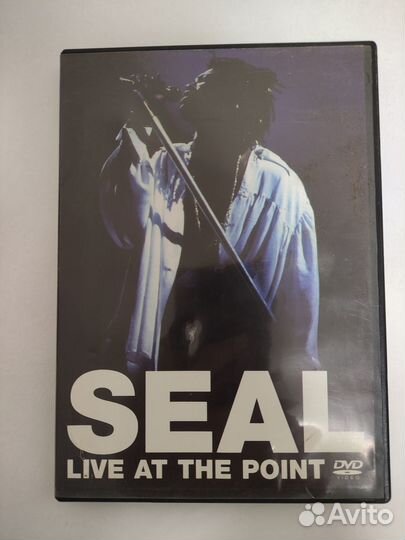 SEAL
LIVE AT THE POINT DVD
VIDEO
Avito